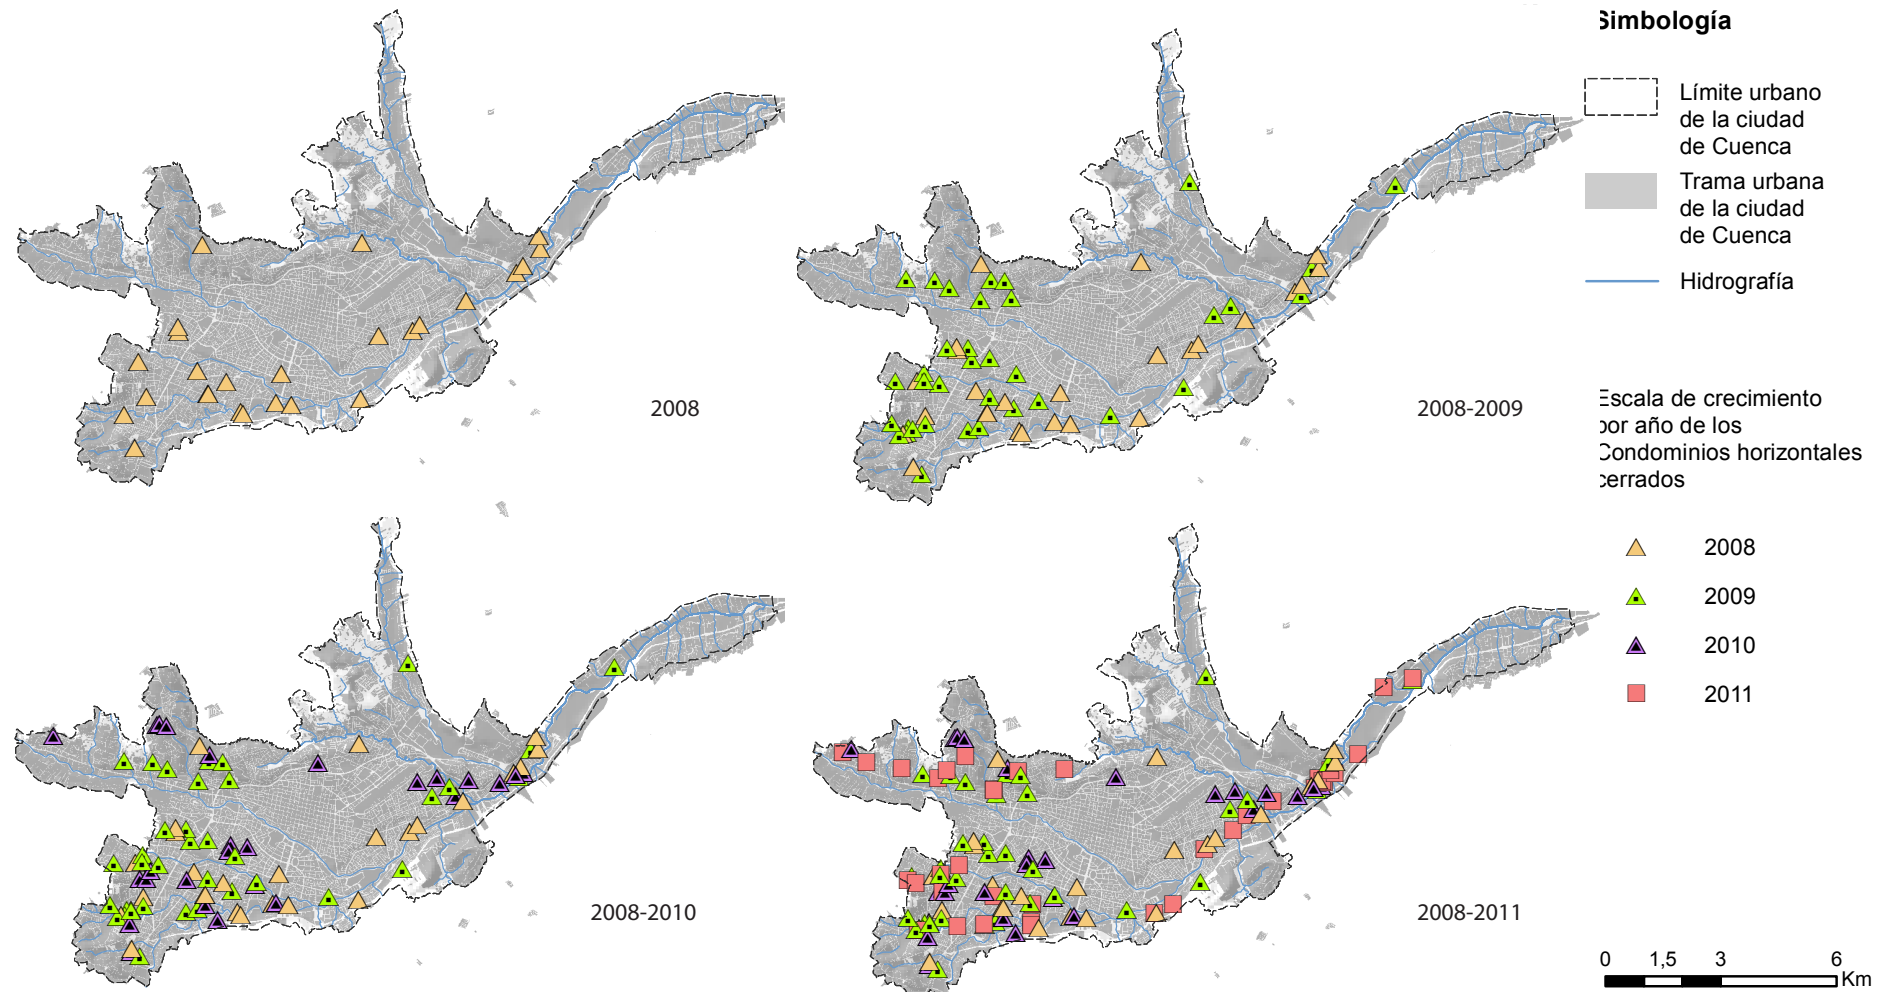 Simbología
Límite urbano
de la ciudad
de Cuenca
Trama urbana
de la ciudad
de Cuenca
Hidrografía
Escala de crecimiento
por año de los
Condominios horizontales
cerrados
2008
2009
2010
2011
2008
2008-2009
2008-2010
2008-2011
0 1,5 3 6
Km